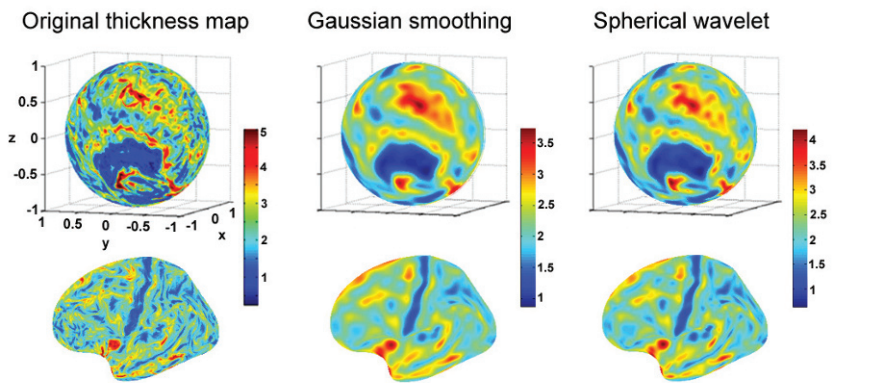 Original thickness map
Gaussian smoothing
Spherical wavelet
1
0.5
z 0
-0.5
-1
1 0.5 0 -0.5 -1
y
-1 0 1
x
5
4
3
2
1
3.5
3
2.5
2
1.5
1
4
3.5
3
2.5
2
1.5
1